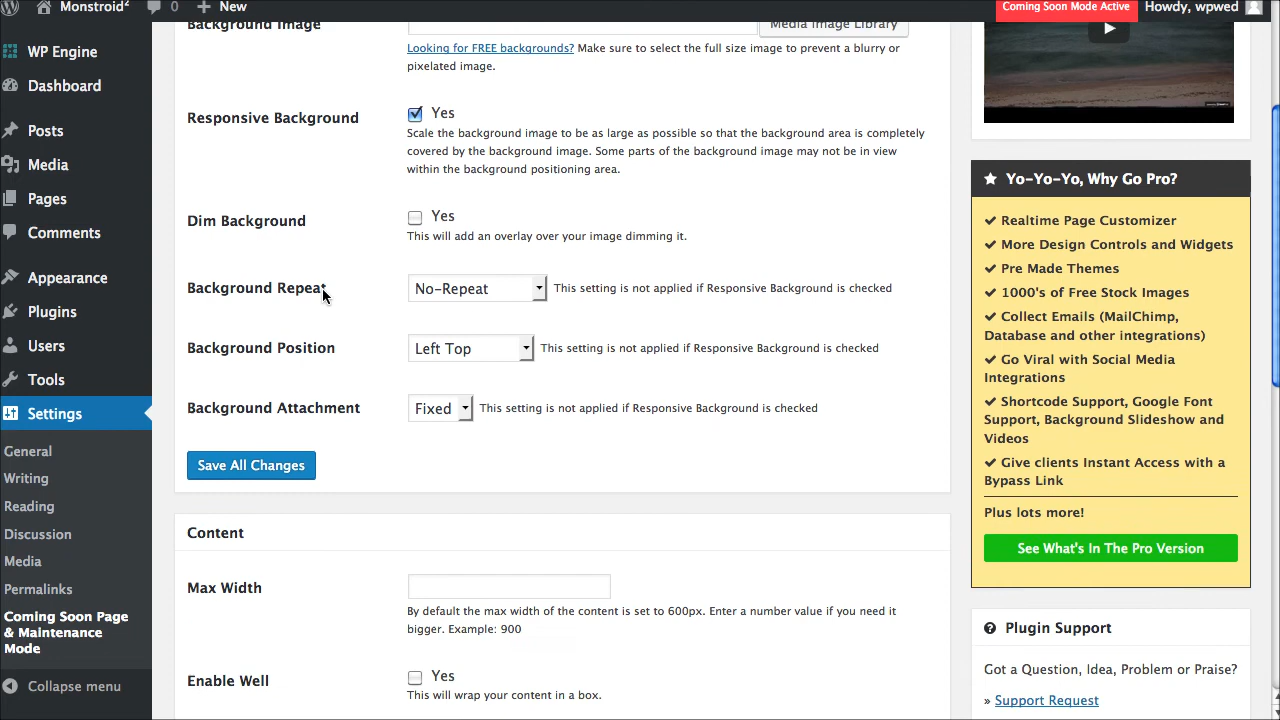 Monstroid²
0
New
Coming Soon Mode Active
Howdy, wpwed
WP Engine
Dashboard
Posts
Media
Pages
Comments
Appearance
Plugins
Users
Tools
Settings
General
Writing
Reading
Discussion
Media
Permalinks
Coming Soon Page
& Maintenance
Mode
Collapse menu
Background Image
Media Image Library
Looking for FREE backgrounds? Make sure to select the full size image to prevent a blurry or
pixelated image.
Responsive Background
Yes
Scale the background image to be as large as possible so that the background area is completely
covered by the background image. Some parts of the background image may not be in view
within the background positioning area.
Dim Background
Yes
This will add an overlay over your image dimming it.
Background Repeat
No-Repeat
This setting is not applied if Responsive Background is checked
Background Position
Left Top
This setting is not applied if Responsive Background is checked
Background Attachment
Fixed
This setting is not applied if Responsive Background is checked
Save All Changes
Content
Max Width
By default the max width of the content is set to 600px. Enter a number value if you need it
bigger. Example: 900
Enable Well
Yes
This will wrap your content in a box.
Yo-Yo-Yo, Why Go Pro?
Realtime Page Customizer
More Design Controls and Widgets
Pre Made Themes
1000's of Free Stock Images
Collect Emails (MailChimp,
Database and other integrations)
Go Viral with Social Media
Integrations
Shortcode Support, Google Font
Support, Background Slideshow and
Videos
Give clients Instant Access with a
Bypass Link
Plus lots more!
See What's In The Pro Version
Plugin Support
Got a Question, Idea, Problem or Praise?
» Support Request